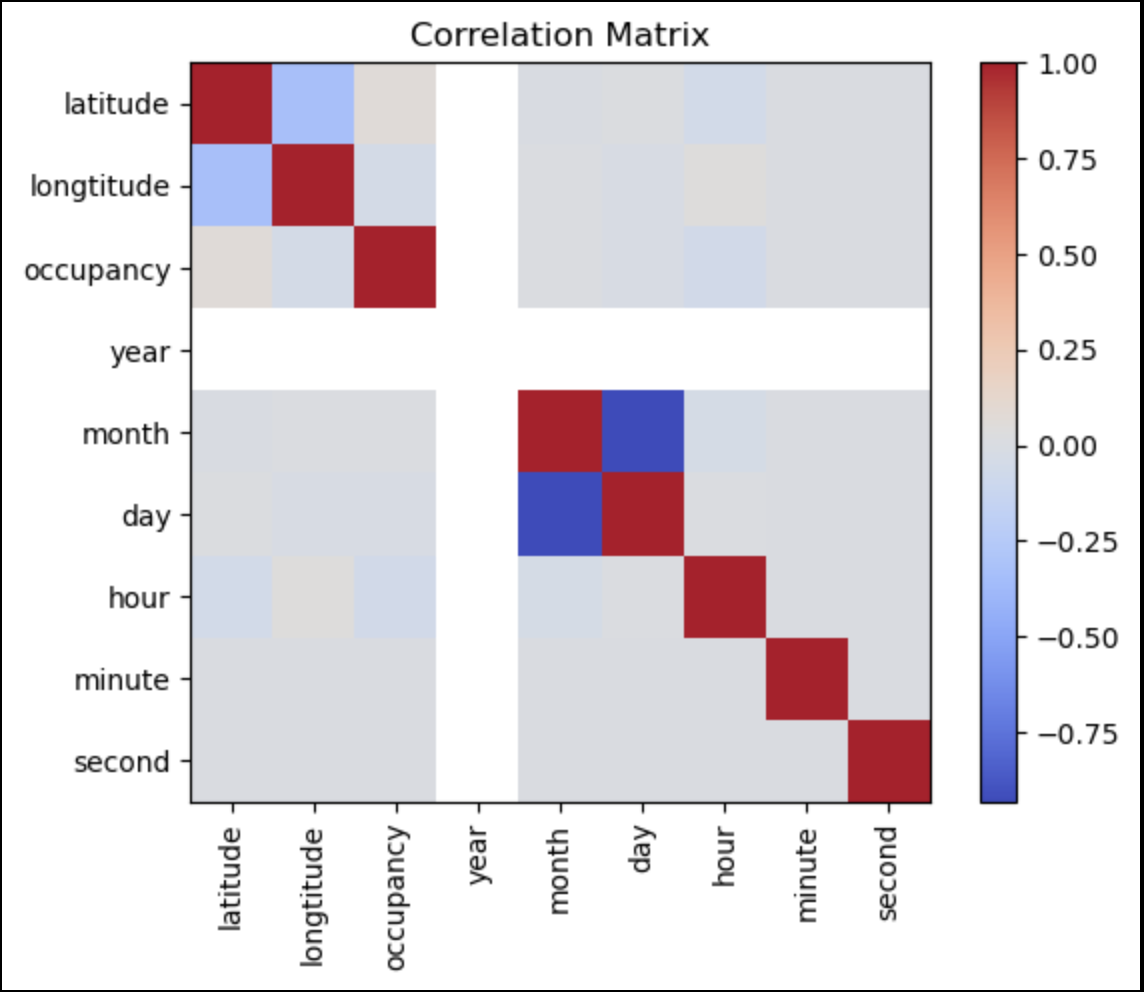 Correlation Matrix
latitude
longtitude
occupancy
year
month
day
hour
minute
second
latitude
longtitude
occupancy
year
month
day
hour
minute
second
1.00
0.75
0.50
0.25
0.00
−0.25
−0.50
−0.75